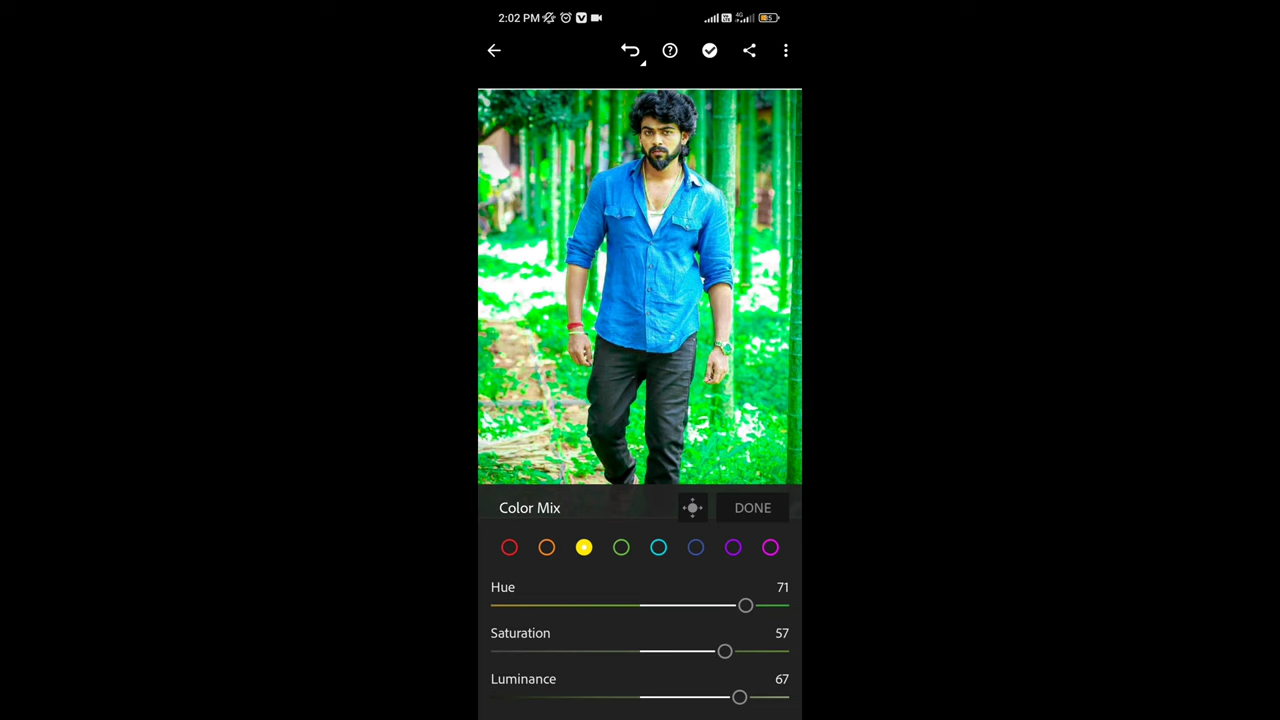 2:02 PM
Color Mix
DONE
Hue 71
Saturation 57
Luminance 67